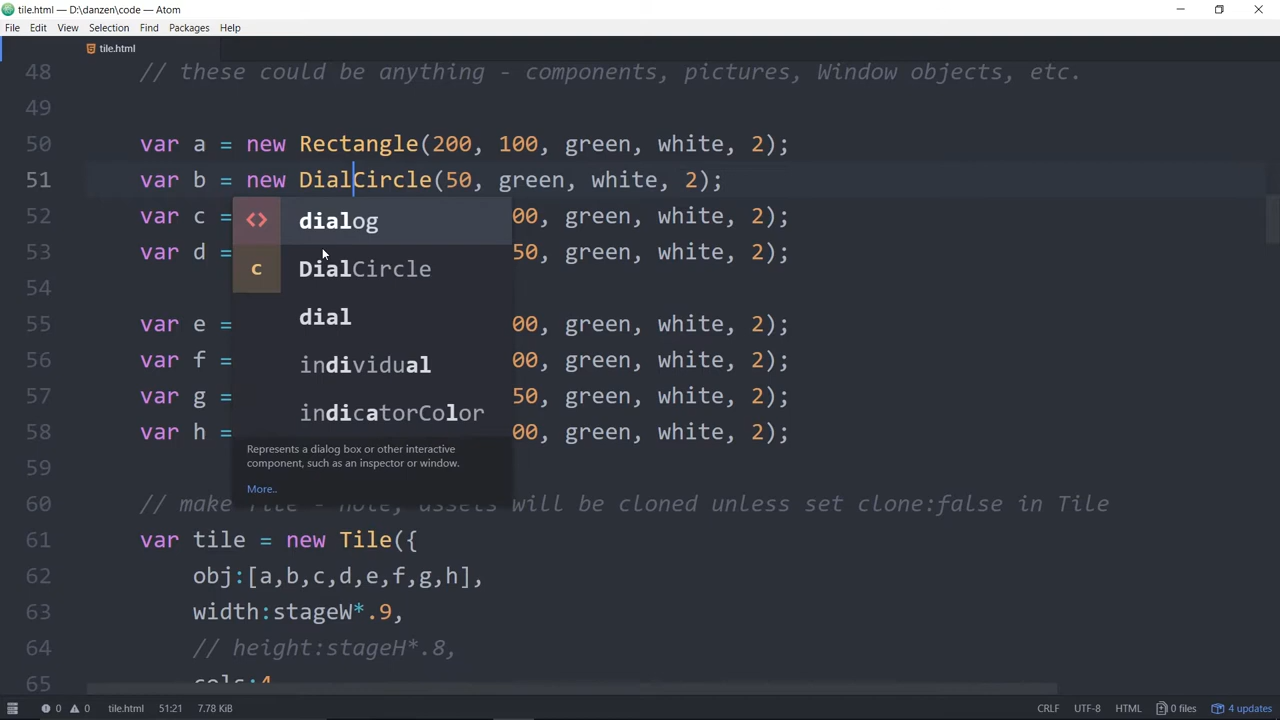 tile.html — D:\danzen\code — Atom
File Edit View Selection Find Packages Help
tile.html
48 // these could be anything - components, pictures, Window objects, etc.
49
50 var a = new Rectangle(200, 100, green, white, 2);
51 var b = new DialCircle(50, green, white, 2);
52 var c = 00, green, white, 2);
53 var d = 50, green, white, 2);
54
55 var e = 00, green, white, 2);
56 var f = 00, green, white, 2);
57 var g = 50, green, white, 2);
58 var h = 00, green, white, 2);
59
<> dialog
c DialCircle
dial
individual
indicatorColor
Represents a dialog box or other interactive
component, such as an inspector or window.
More..
60 // make Tile - note, assets will be cloned unless set clone:false in Tile
61 var tile = new Tile({
62 obj:[a,b,c,d,e,f,g,h],
63 width:stageW*.9,
64 // height:stageH*.8,
65 cols:4
0 0 tile.html 51:21 7.78 KiB CRLF UTF-8 HTML 0 files 4 updates